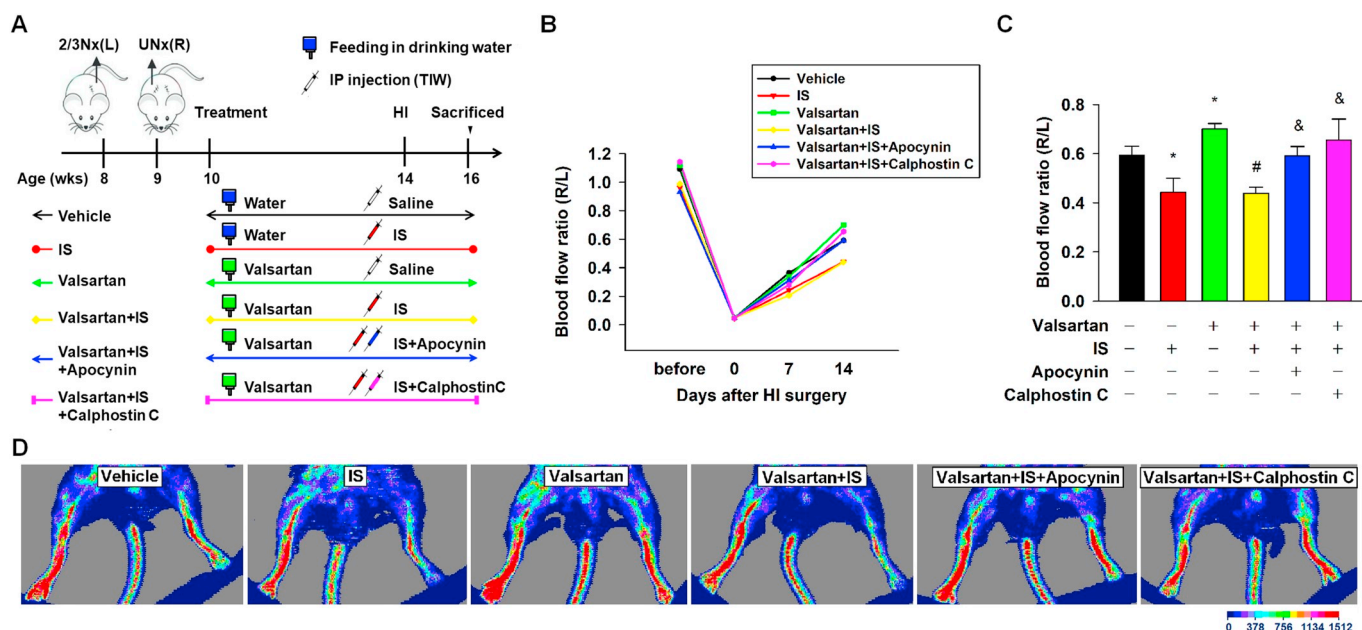 A
2/3Nx(L)
UNx(R)
Feeding in drinking water
IP injection (TIW)
Treatment
HI
Sacrificed
Age (wks)
8
9
10
14
16
Vehicle
Water
Saline
IS
Water
IS
Valsartan
Valsartan
Saline
Valsartan+IS
Valsartan
IS
Valsartan+IS
+Apocynin
Valsartan
IS+Apocynin
Valsartan+IS
+Calphostin C
Valsartan
IS+CalphostinC
B
Vehicle
IS
Valsartan
Valsartan+IS
Valsartan+IS+Apocynin
Valsartan+IS+Calphostin C
Blood flow ratio (R/L)
1.2
1.0
0.8
0.6
0.4
0.2
0.0
before 0 7 14
Days after HI surgery
C
Blood flow ratio (R/L)
0.8
0.6
0.4
0.2
0.0
* * # & &
Valsartan − − + + + +
IS − + − + + +
Apocynin − − − − + −
Calphostin C − − − − − +
D
Vehicle
IS
Valsartan
Valsartan+IS
Valsartan+IS+Apocynin
Valsartan+IS+Calphostin C
0 378 756 1134 1512